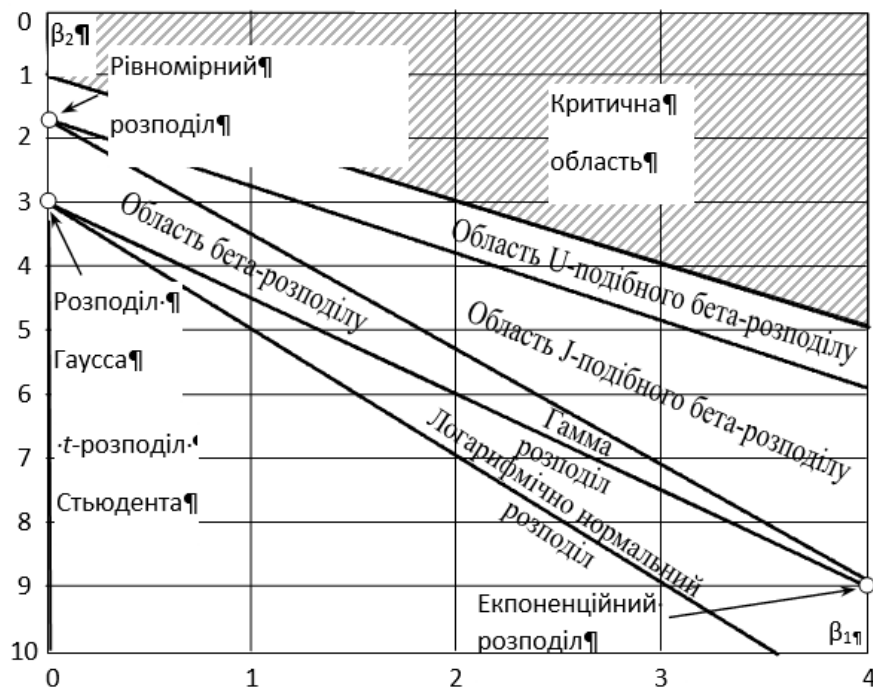 0
β₂¶
Рівномірний¶
розподіл¶
1
Критична¶
область¶
2
3
Область бета-розподілу
Область U-подібного бета-розподілу
4
Розподіл·¶
Гаусса¶
·t-розподіл·¶
Стьюдента¶
5
Область J-подібного бета-розподілу
6
Гамма
розподіл
Логарифмічно нормальний
розподіл
7
8
9
Екпоненційний·
розподіл¶
β₁¶
10
0
1
2
3
4